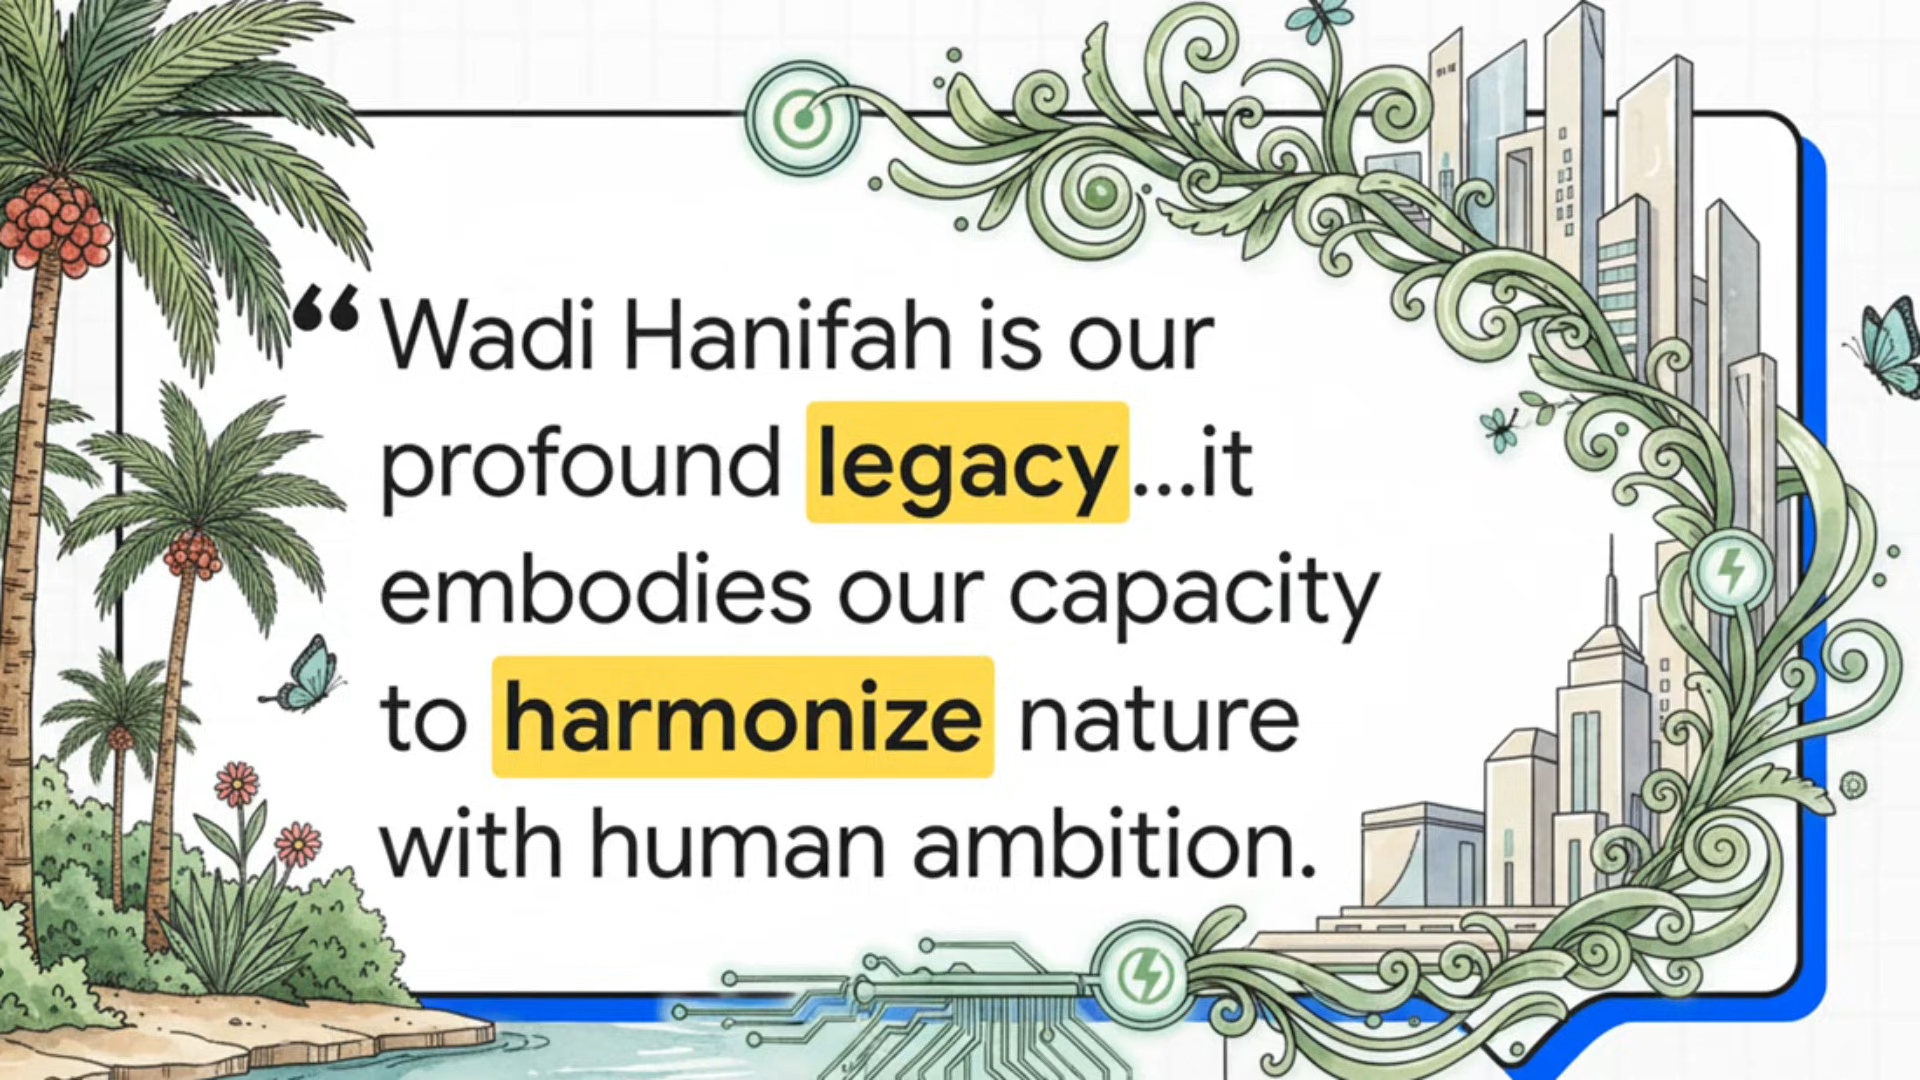 “Wadi Hanifah is our
profound legacy...it
embodies our capacity
to harmonize nature
with human ambition.